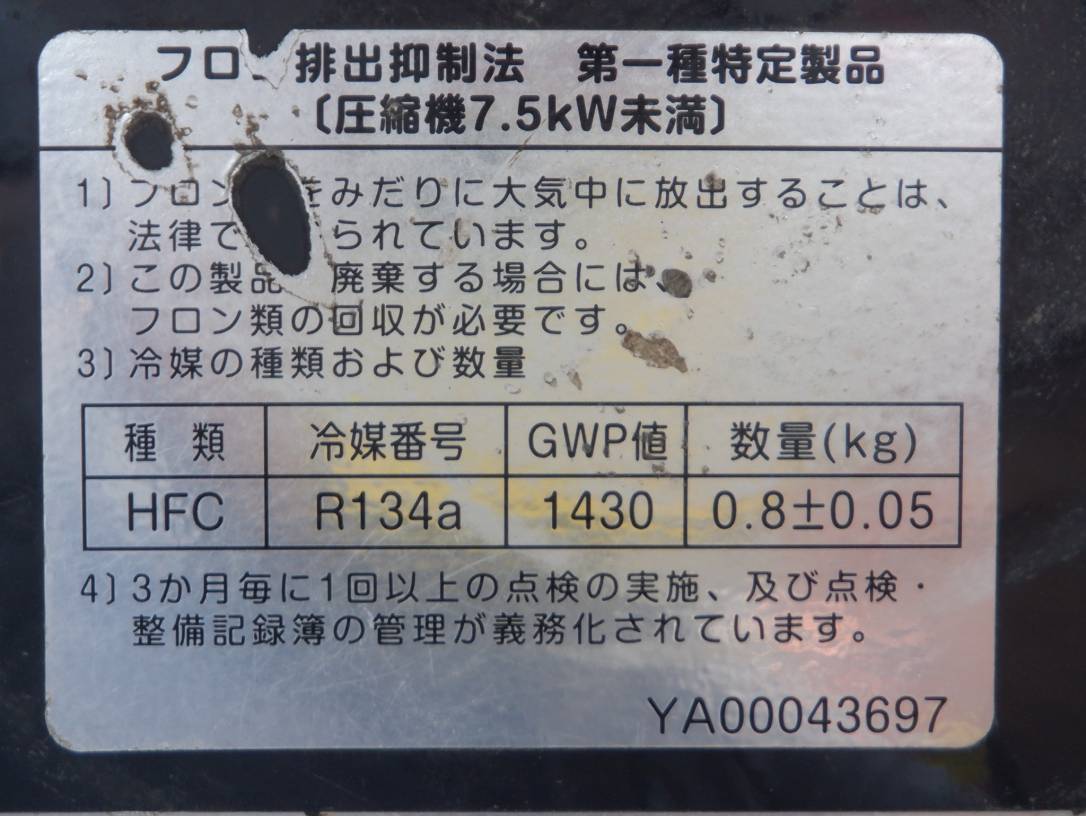 フロ 排出抑制法 第一種特定製品
〔圧縮機7.5kW未満〕
1〕フロン をみだりに大気中に放出することは、
法律で られています。
2〕この製品 廃棄する場合には、
フロン類の回収が必要です。
3〕冷媒の種類および数量
種類 冷媒番号 GWP値 数量(kg)
HFC R134a 1430 0.8±0.05
4〕3か月毎に1回以上の点検の実施、及び点検・
整備記録簿の管理が義務化されています。
YA00043697